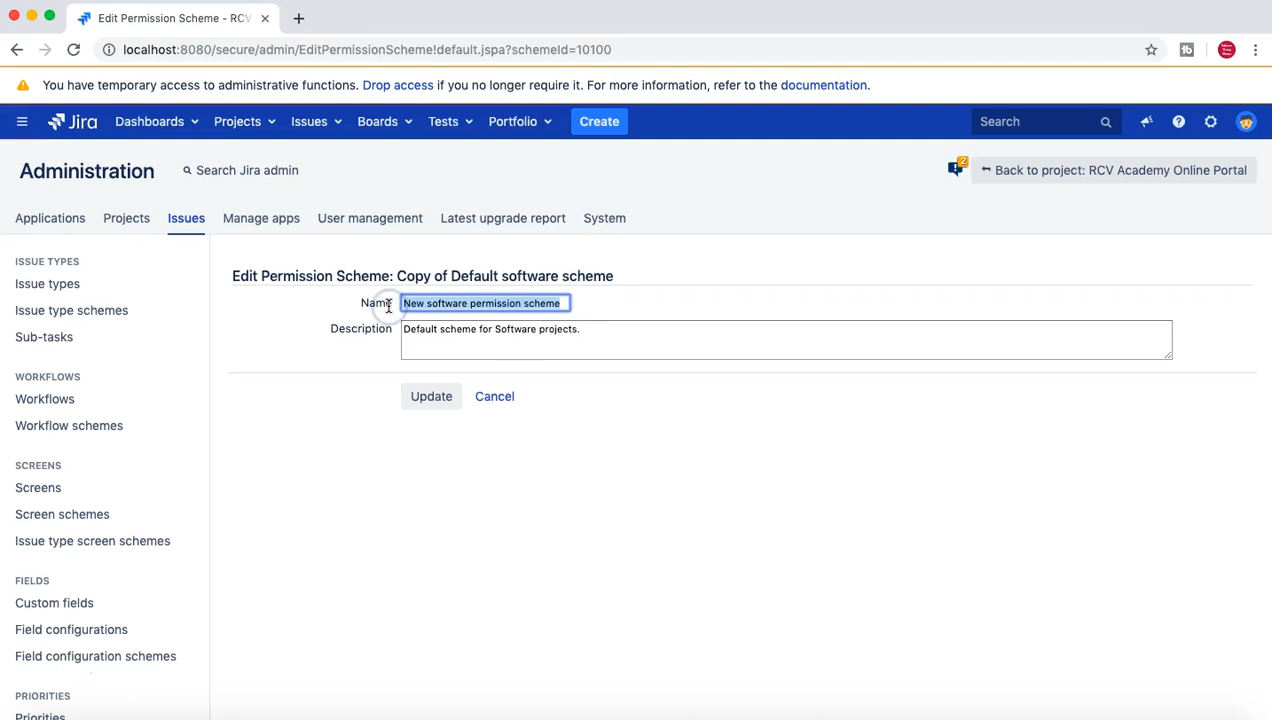 Edit Permission Scheme - RCV
localhost:8080/secure/admin/EditPermissionScheme!default.jspa?schemeId=10100
You have temporary access to administrative functions. Drop access if you no longer require it. For more information, refer to the documentation.
Jira Dashboards Projects Issues Boards Tests Portfolio Create Search
Administration Search Jira admin 2 Back to project: RCV Academy Online Portal
Applications Projects Issues Manage apps User management Latest upgrade report System
ISSUE TYPES
Issue types
Issue type schemes
Sub-tasks
WORKFLOWS
Workflows
Workflow schemes
SCREENS
Screens
Screen schemes
Issue type screen schemes
FIELDS
Custom fields
Field configurations
Field configuration schemes
PRIORITIES
Priorities
Edit Permission Scheme: Copy of Default software scheme
Name New software permission scheme
Description Default scheme for Software projects.
Update Cancel